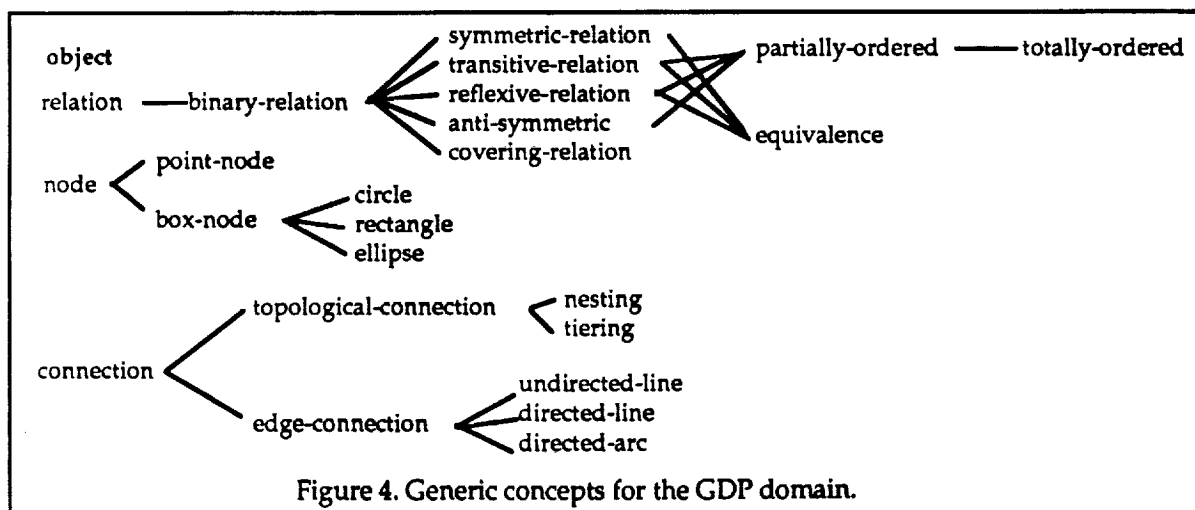 object
relation
binary-relation
symmetric-relation
transitive-relation
reflexive-relation
anti-symmetric
covering-relation
partially-ordered
totally-ordered
equivalence
node
point-node
box-node
circle
rectangle
ellipse
connection
topological-connection
nesting
tiering
edge-connection
undirected-line
directed-line
directed-arc
Figure 4. Generic concepts for the GDP domain.